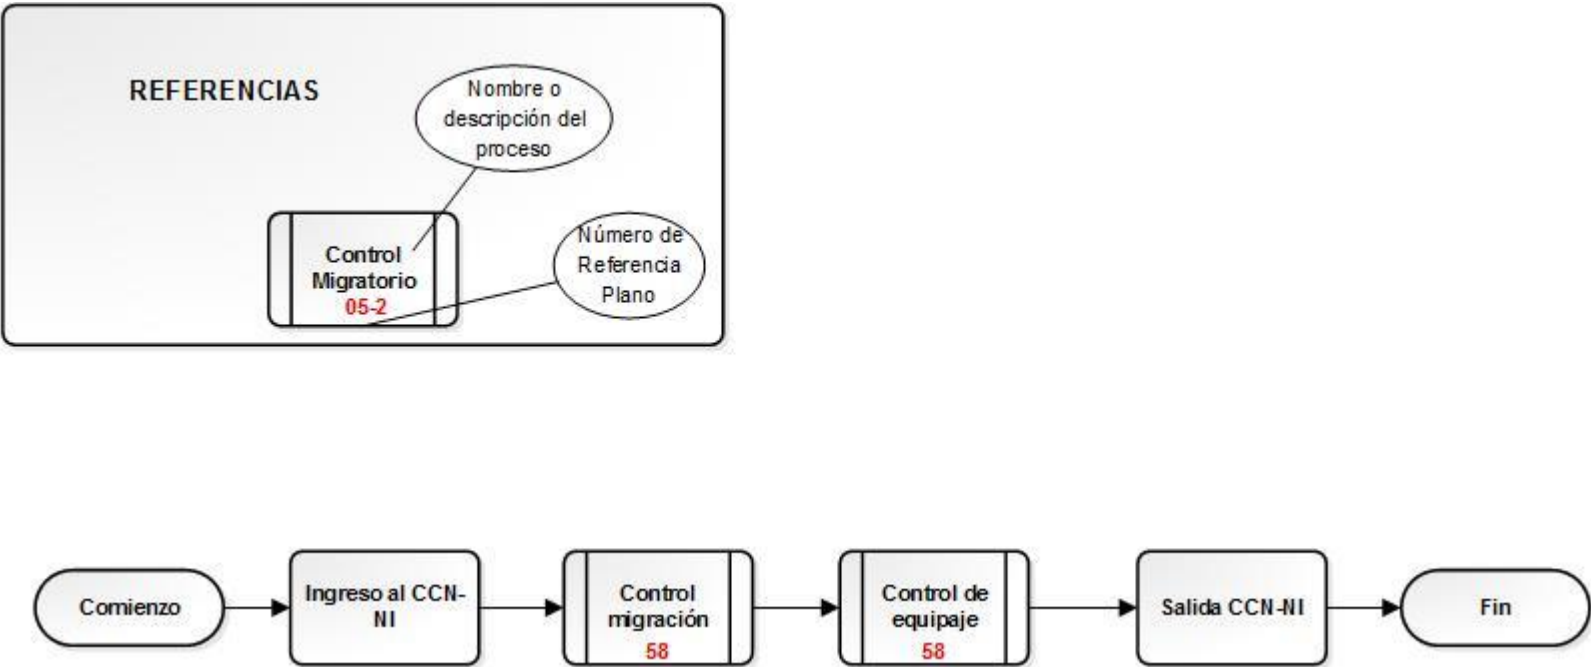 REFERENCIAS
Nombre o
descripción del
proceso
Control
Migratorio
05-2
Número de
Referencia
Plano
Comienzo
Ingreso al CCN-
NI
Control
migración
58
Control de
equipaje
58
Salida CCN-NI
Fin